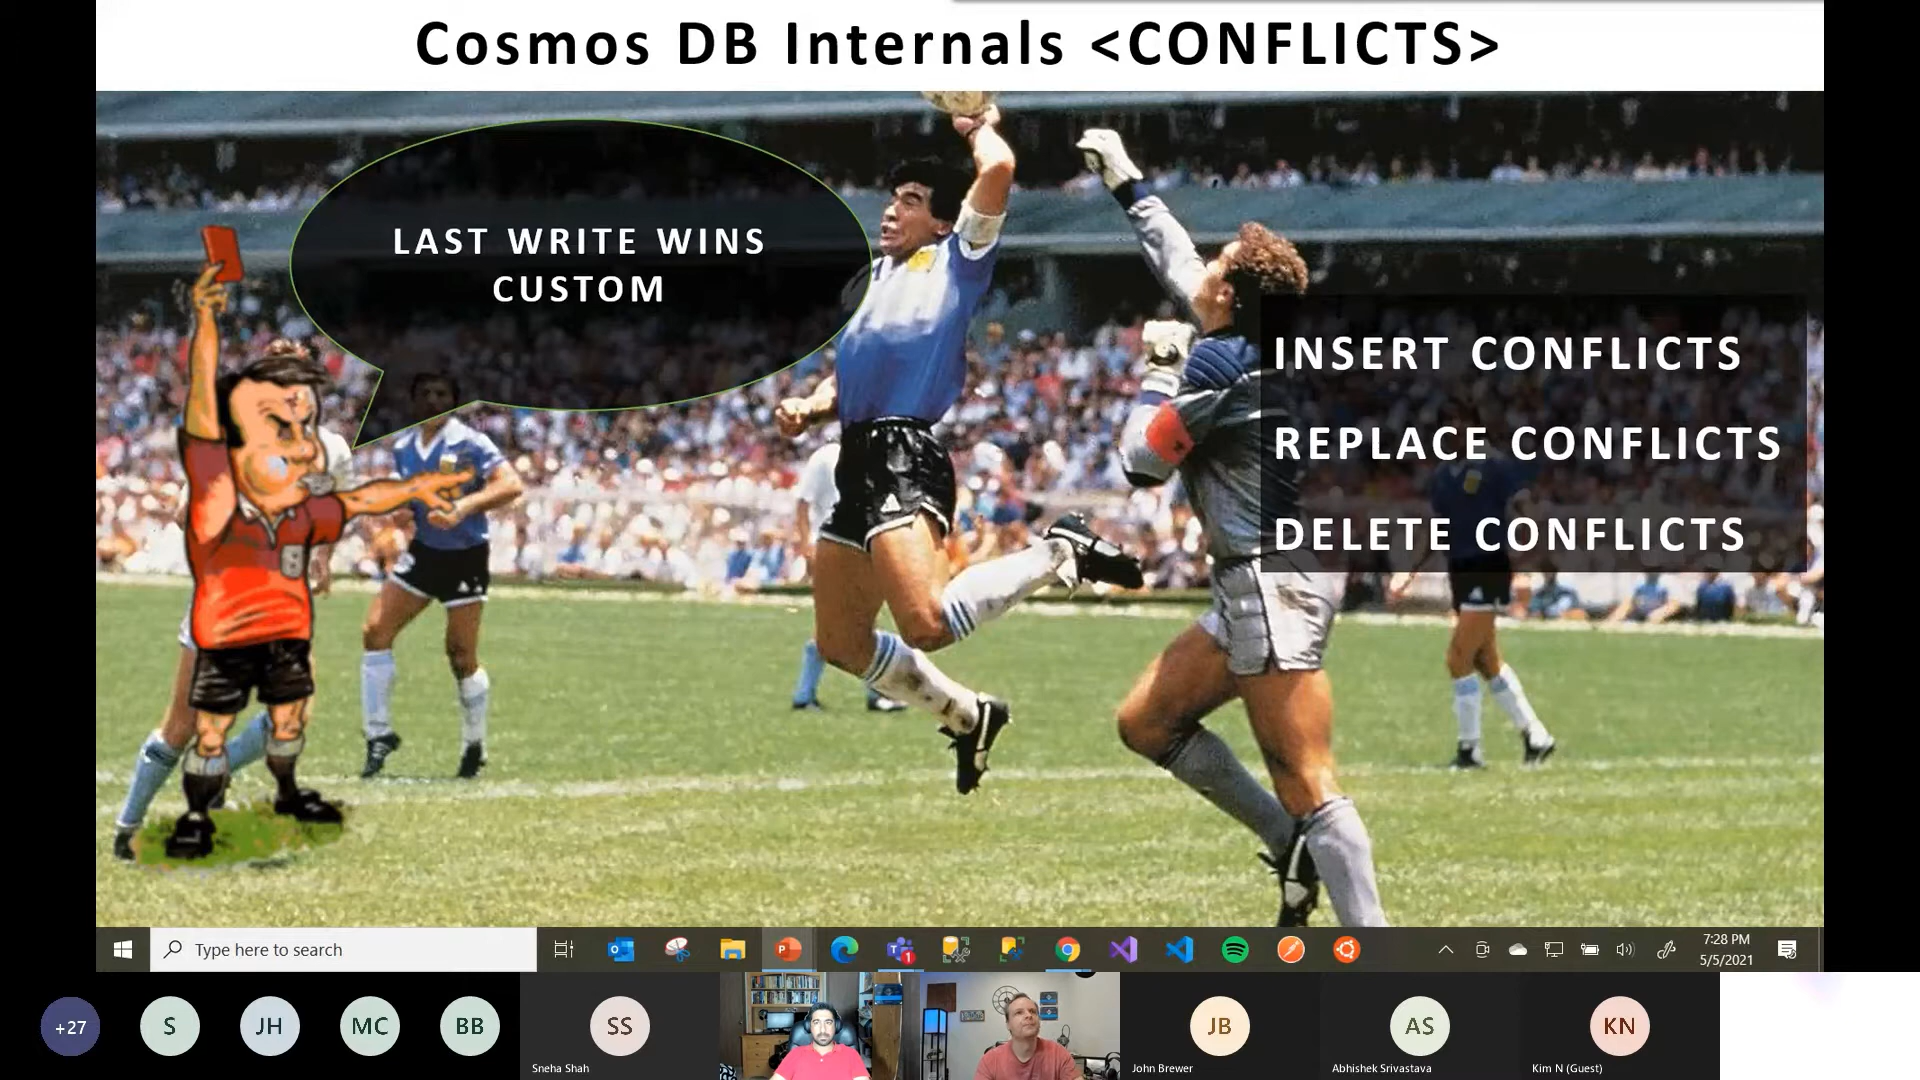 Cosmos DB Internals <CONFLICTS>
LAST WRITE WINS
CUSTOM
INSERT CONFLICTS
REPLACE CONFLICTS
DELETE CONFLICTS
Type here to search
1
7:28 PM
5/5/2021
+27
S
JH
MC
BB
SS
Sneha Shah
JB
John Brewer
AS
Abhishek Srivastava
KN
Kim N (Guest)